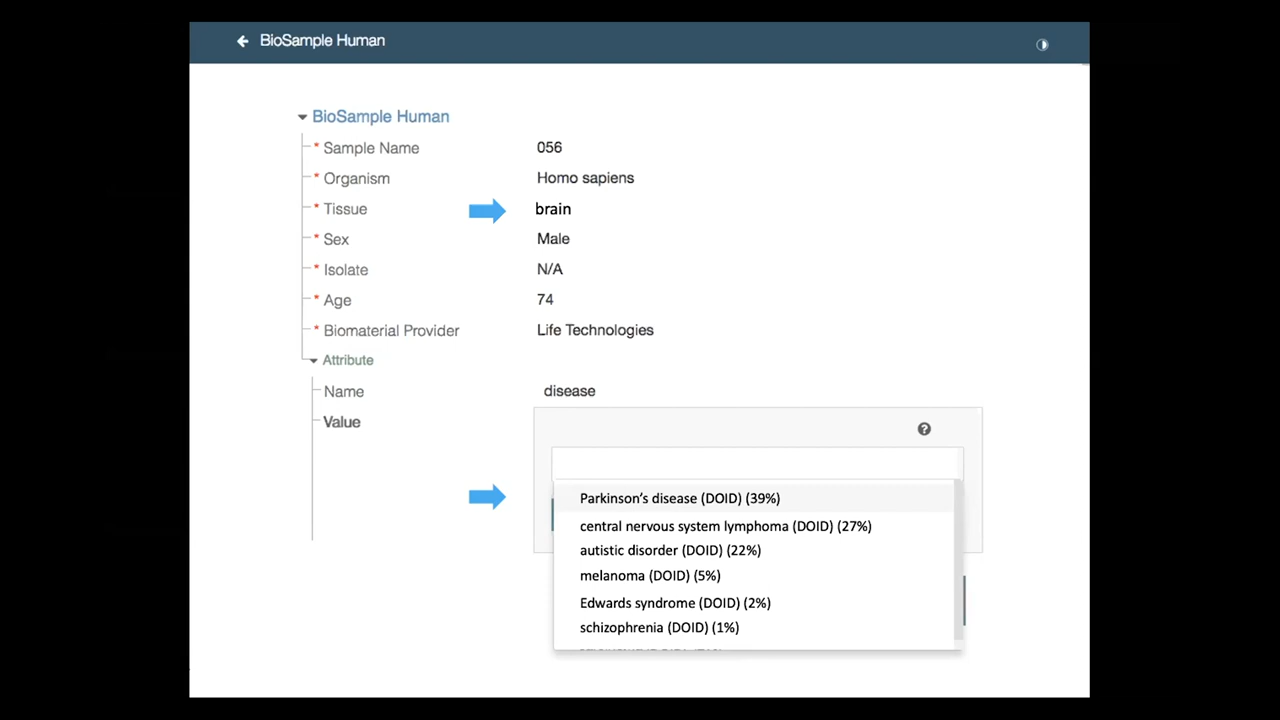 BioSample Human
BioSample Human
* Sample Name 056
* Organism Homo sapiens
* Tissue brain
* Sex Male
* Isolate N/A
* Age 74
* Biomaterial Provider Life Technologies
Attribute
Name disease
Value
?
Parkinson’s disease (DOID) (39%)
central nervous system lymphoma (DOID) (27%)
autistic disorder (DOID) (22%)
melanoma (DOID) (5%)
Edwards syndrome (DOID) (2%)
schizophrenia (DOID) (1%)